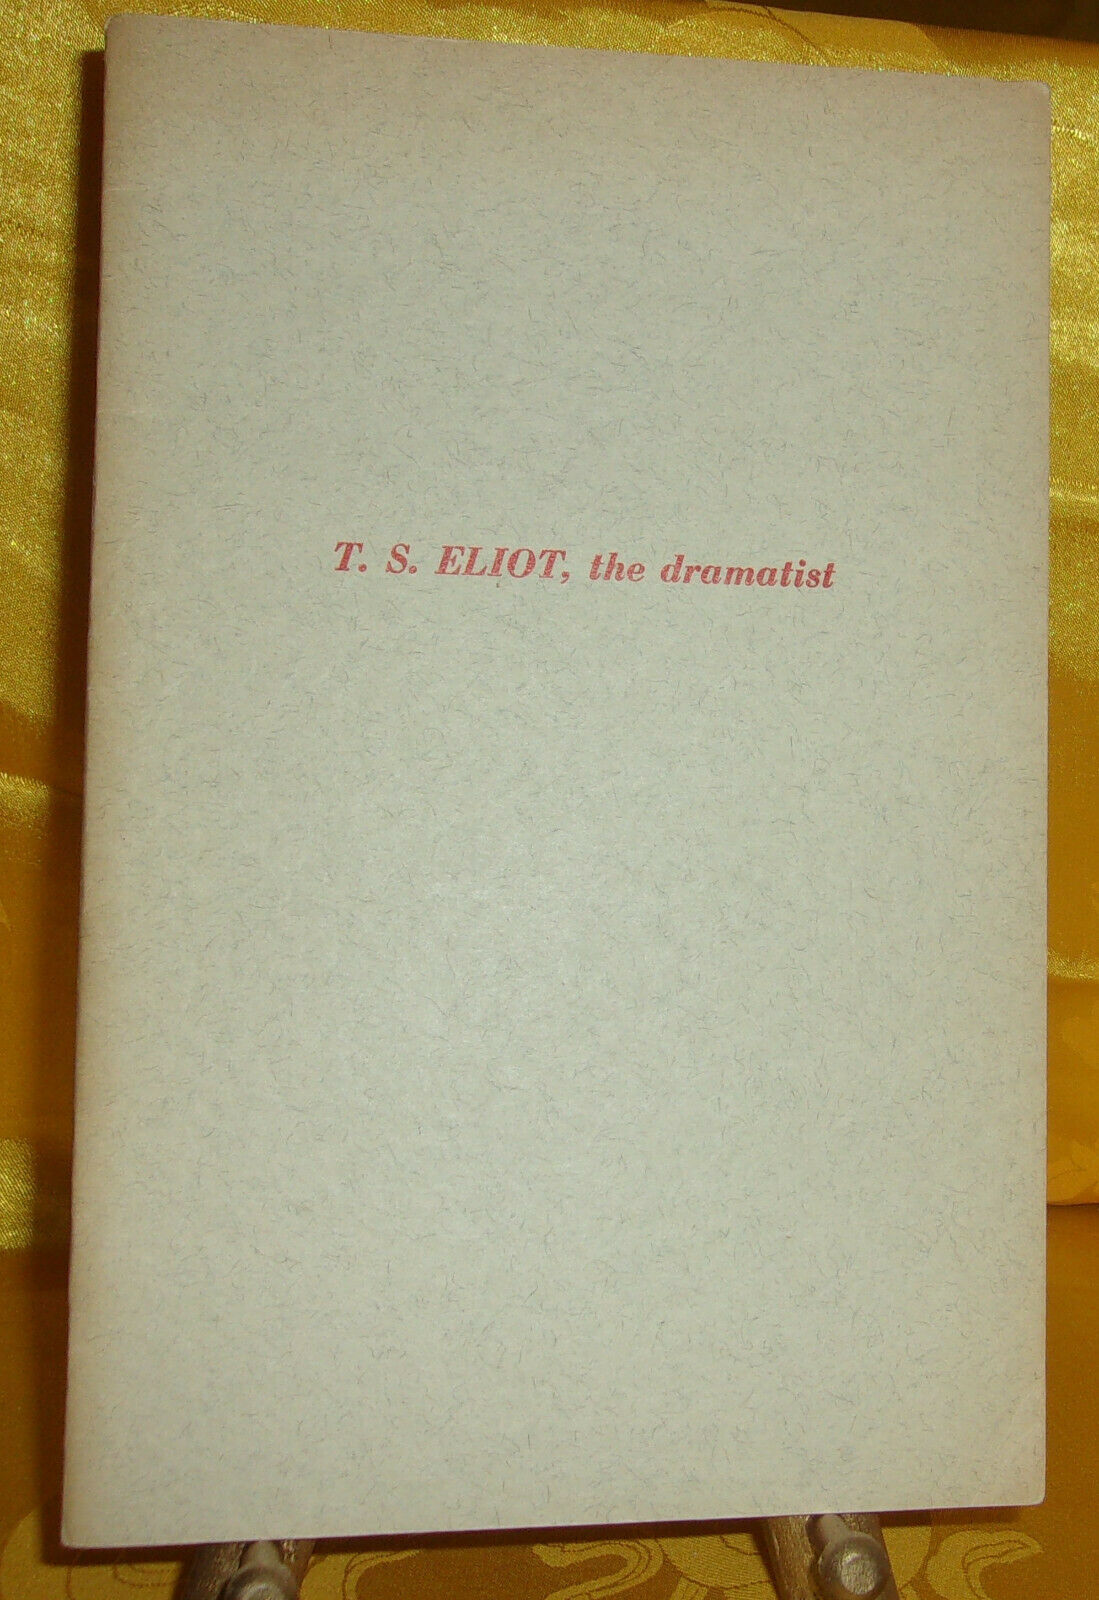 T. S. ELIOT, the dramatist